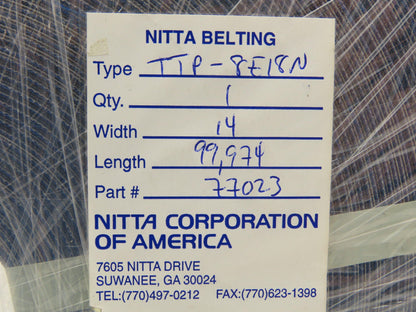 NITTA BELTING
Type TTP-8E18N
Qty. 1
Width 14
Length 99,974
Part # 77023
NITTA CORPORATION
OF AMERICA
7605 NITTA DRIVE
SUWANEE, GA 30024
TEL:(770)497-0212 FAX:(770)623-1398